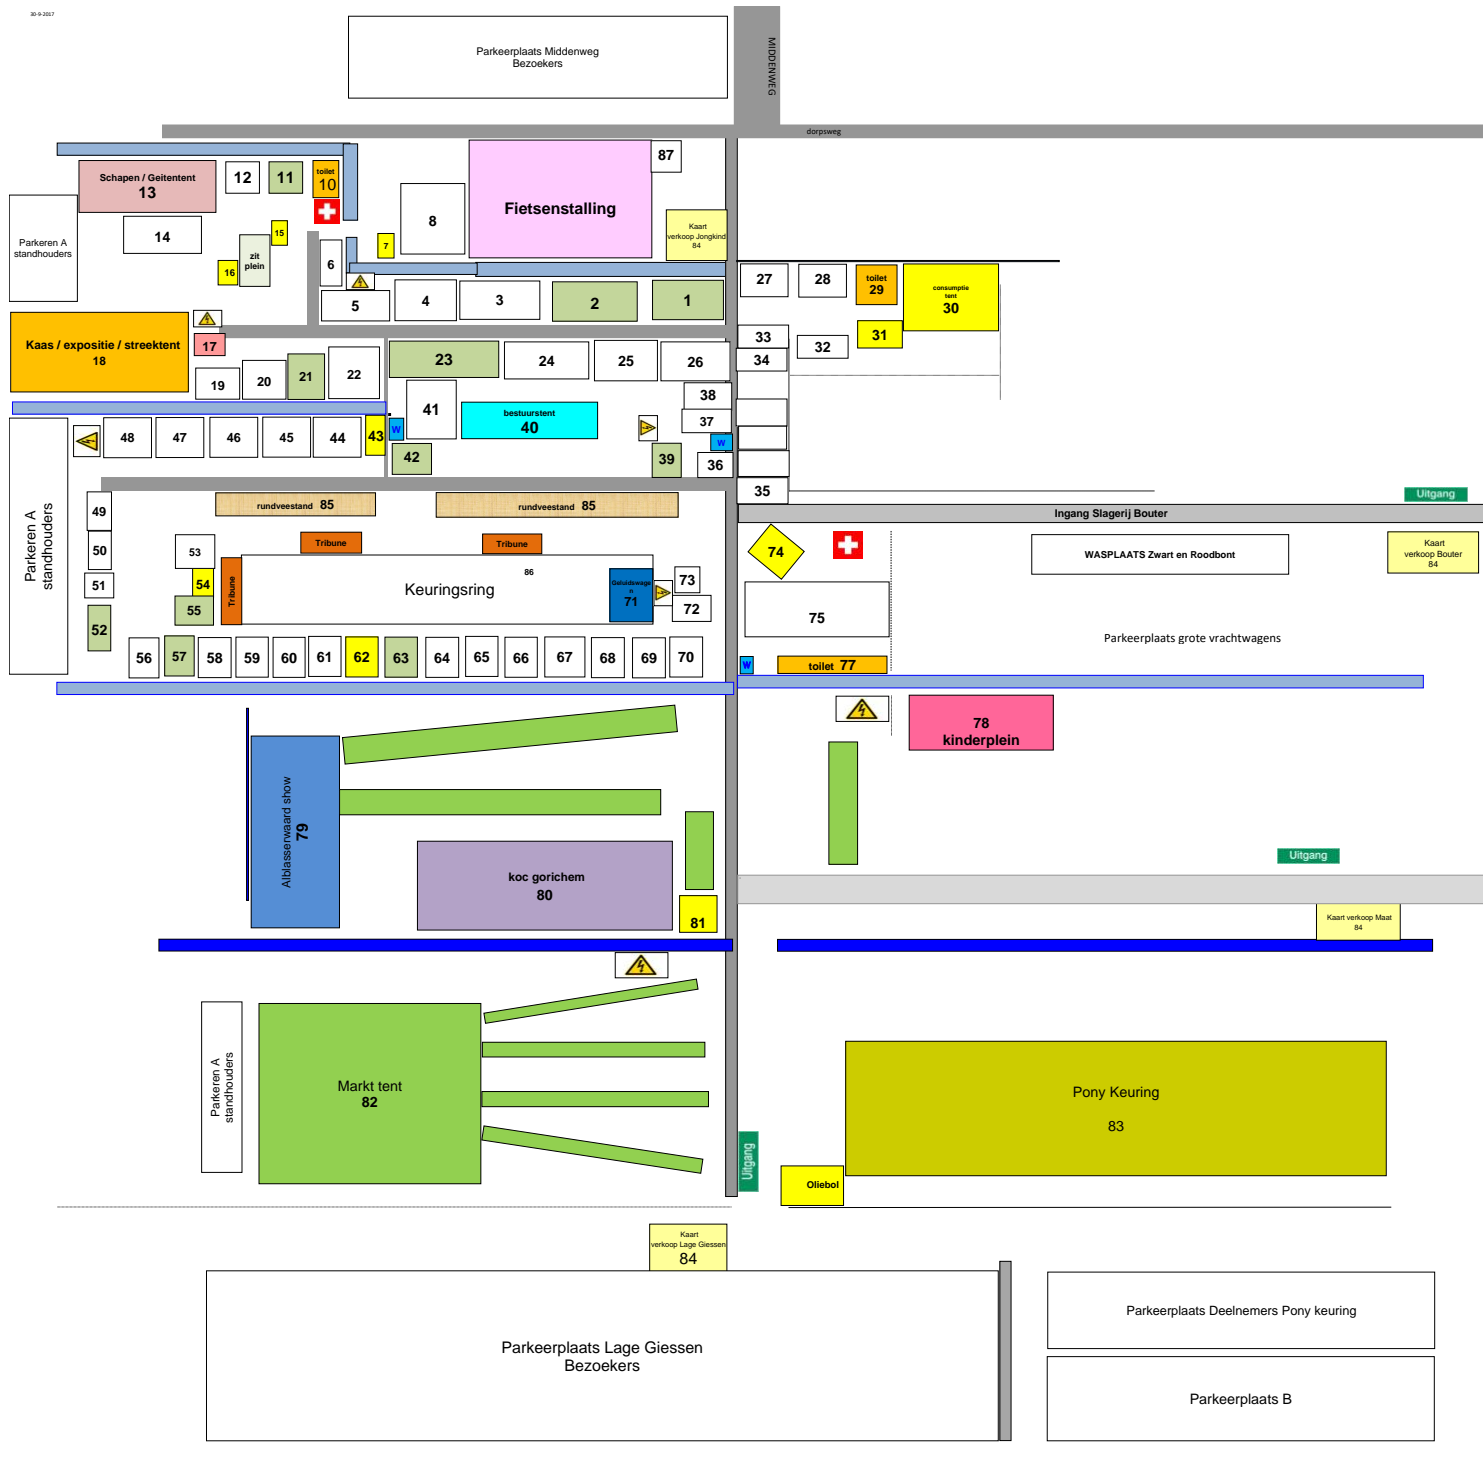 30-9-2017
Parkeerplaats Middenweg
Bezoekers
MIDDENWEG
dorpsweg
Schapen / Geitentent
13
12
11
toilet
10
8
Fietsenstalling
87
Kaart
verkoop Jongkind
84
Parkeren A
standhouders
14
15
16
zit
plein
6
7
5
4
3
2
1
27
28
toilet
29
consumptie
tent
30
31
32
33
34
Kaas / expositie / streektent
18
17
19
20
21
22
23
24
25
26
41
bestuurstent
40
38
37
W
36
39
W
42
43
44
45
46
47
48
35
Uitgang
Ingang Slagerij Bouter
Parkeren A
standhouders
49
50
51
52
53
54
55
rundveestand 85
rundveestand 85
Tribune
Tribune
Tribune
86
Keuringsring
Geluidswage
n
71
73
72
74
75
WASPLAATS Zwart en Roodbont
Kaart
verkoop Bouter
84
Parkeerplaats grote vrachtwagens
56
57
58
59
60
61
62
63
64
65
66
67
68
69
70
W
toilet 77
78
kinderplein
Alblasserwaard show
79
koc gorichem
80
81
Uitgang
Kaart verkoop Maat
84
Parkeren A
standhouders
Markt tent
82
Pony Keuring
83
Uitgang
Oliebol
Kaart
verkoop Lage Giessen
84
Parkeerplaats Lage Giessen
Bezoekers
Parkeerplaats Deelnemers Pony keuring
Parkeerplaats B